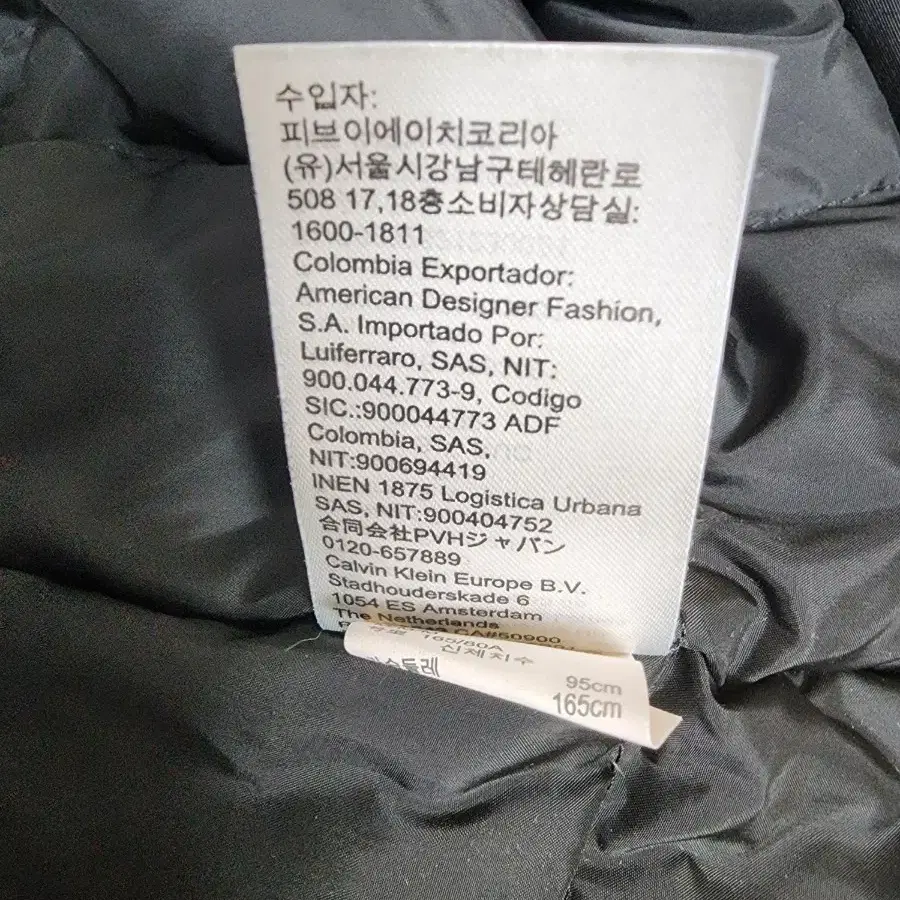 수입자:
피브이에이치코리아
(유)서울시강남구테헤란로
508 17,18층소비자상담실:
1600-1811
Colombia Exportador:
American Designer Fashion,
S.A. Importado Por:
Luiferraro, SAS, NIT:
900.044.773-9, Codigo
SIC.:900044773 ADF
Colombia, SAS,
NIT:900694419
INEN 1875 Logistica Urbana
SAS, NIT:900404752
合同会社PVHジャパン
0120-657889
Calvin Klein Europe B.V.
Stadhouderskade 6
1054 ES Amsterdam
The Netherlands
CA#50900
165/80A
신체치수
95cm
165cm